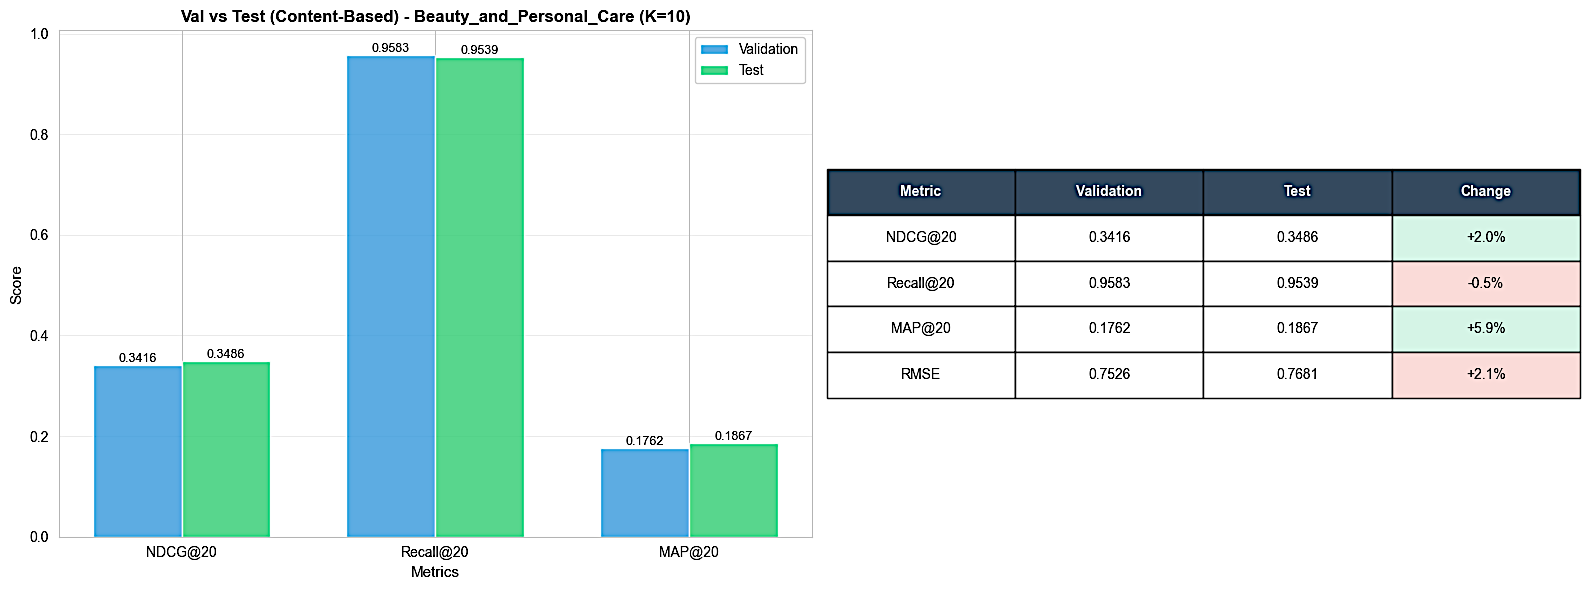 Val vs Test (Content-Based) - Beauty_and_Personal_Care (K=10)
Validation
Test
Score
1.0
0.8
0.6
0.4
0.2
0.0
0.3416
0.3486
0.9583
0.9539
0.1762
0.1867
NDCG@20
Recall@20
MAP@20
Metrics
Metric Validation Test Change
NDCG@20 0.3416 0.3486 +2.0%
Recall@20 0.9583 0.9539 -0.5%
MAP@20 0.1762 0.1867 +5.9%
RMSE 0.7526 0.7681 +2.1%